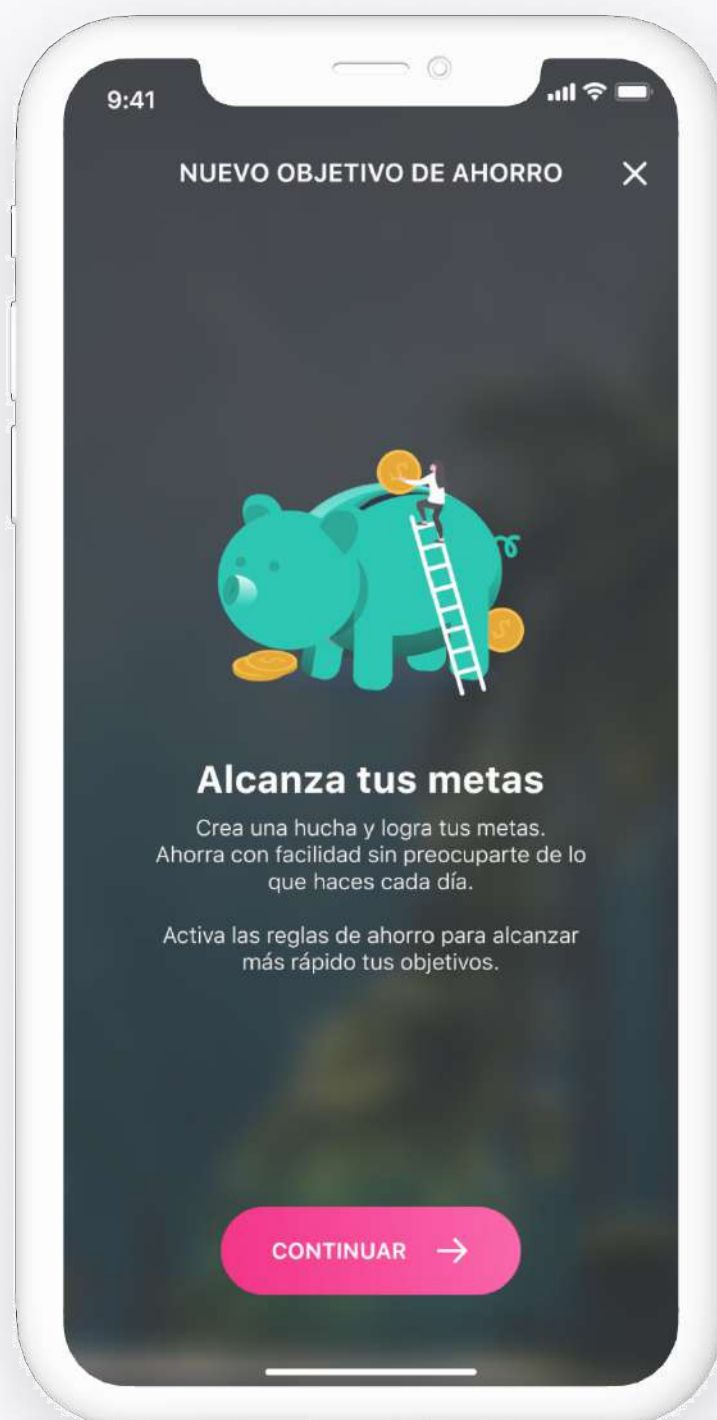 9:41
NUEVO OBJETIVO DE AHORRO
Alcanza tus metas
Crea una hucha y logra tus metas.
Ahorra con facilidad sin preocuparte de lo
que haces cada día.
Activa las reglas de ahorro para alcanzar
más rápido tus objetivos.
CONTINUAR